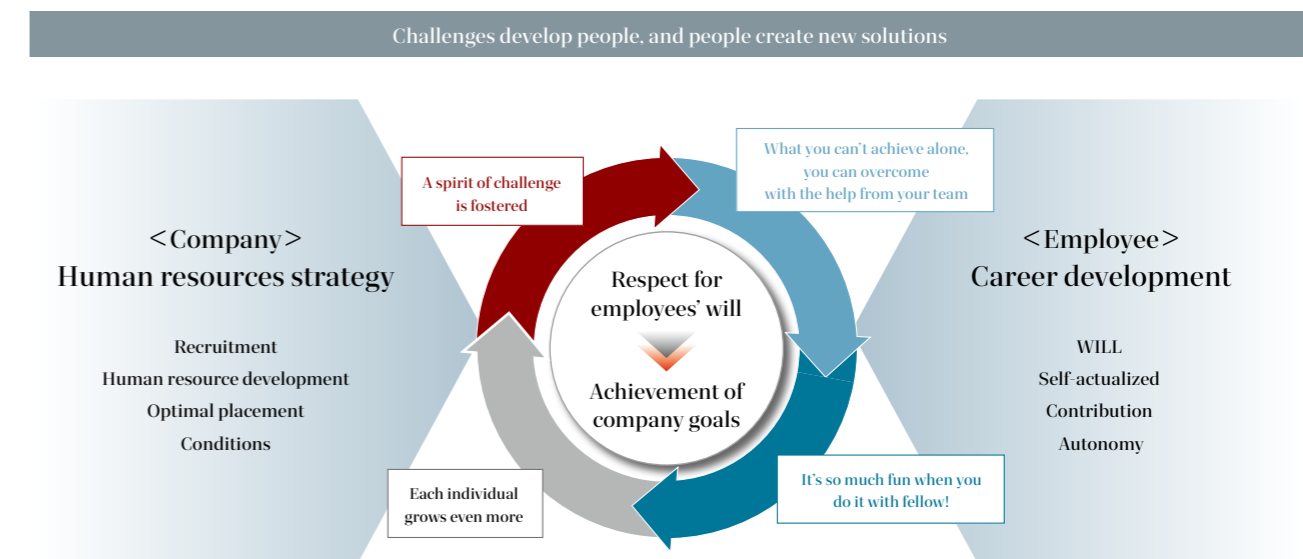 Challenges develop people, and people create new solutions
<Company>
Human resources strategy
Recruitment
Human resource development
Optimal placement
Conditions
A spirit of challenge
is fostered
What you can't achieve alone,
you can overcome
with the help from your team
Respect for
employees' will
Achievement of
company goals
Each individual
grows even more
It's so much fun when you
do it with fellow!
<Employee>
Career development
WILL
Self-actualized
Contribution
Autonomy